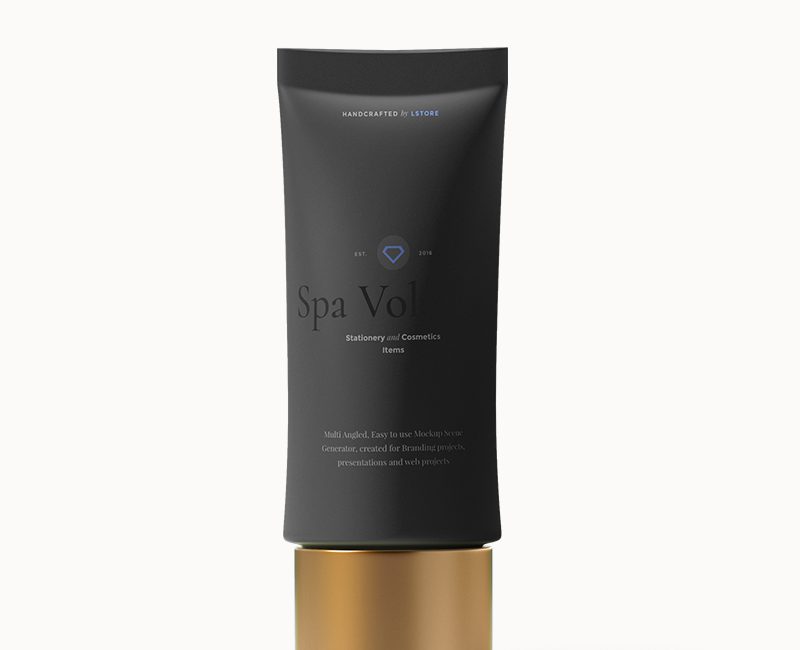 HANDCRAFTED by LSTORE
EST. 2016
Spa Vol
Stationery and Cosmetics
Items
Multi Angled, Easy to use Mockup Scene
Generator, created for Branding projects,
presentations and web projects